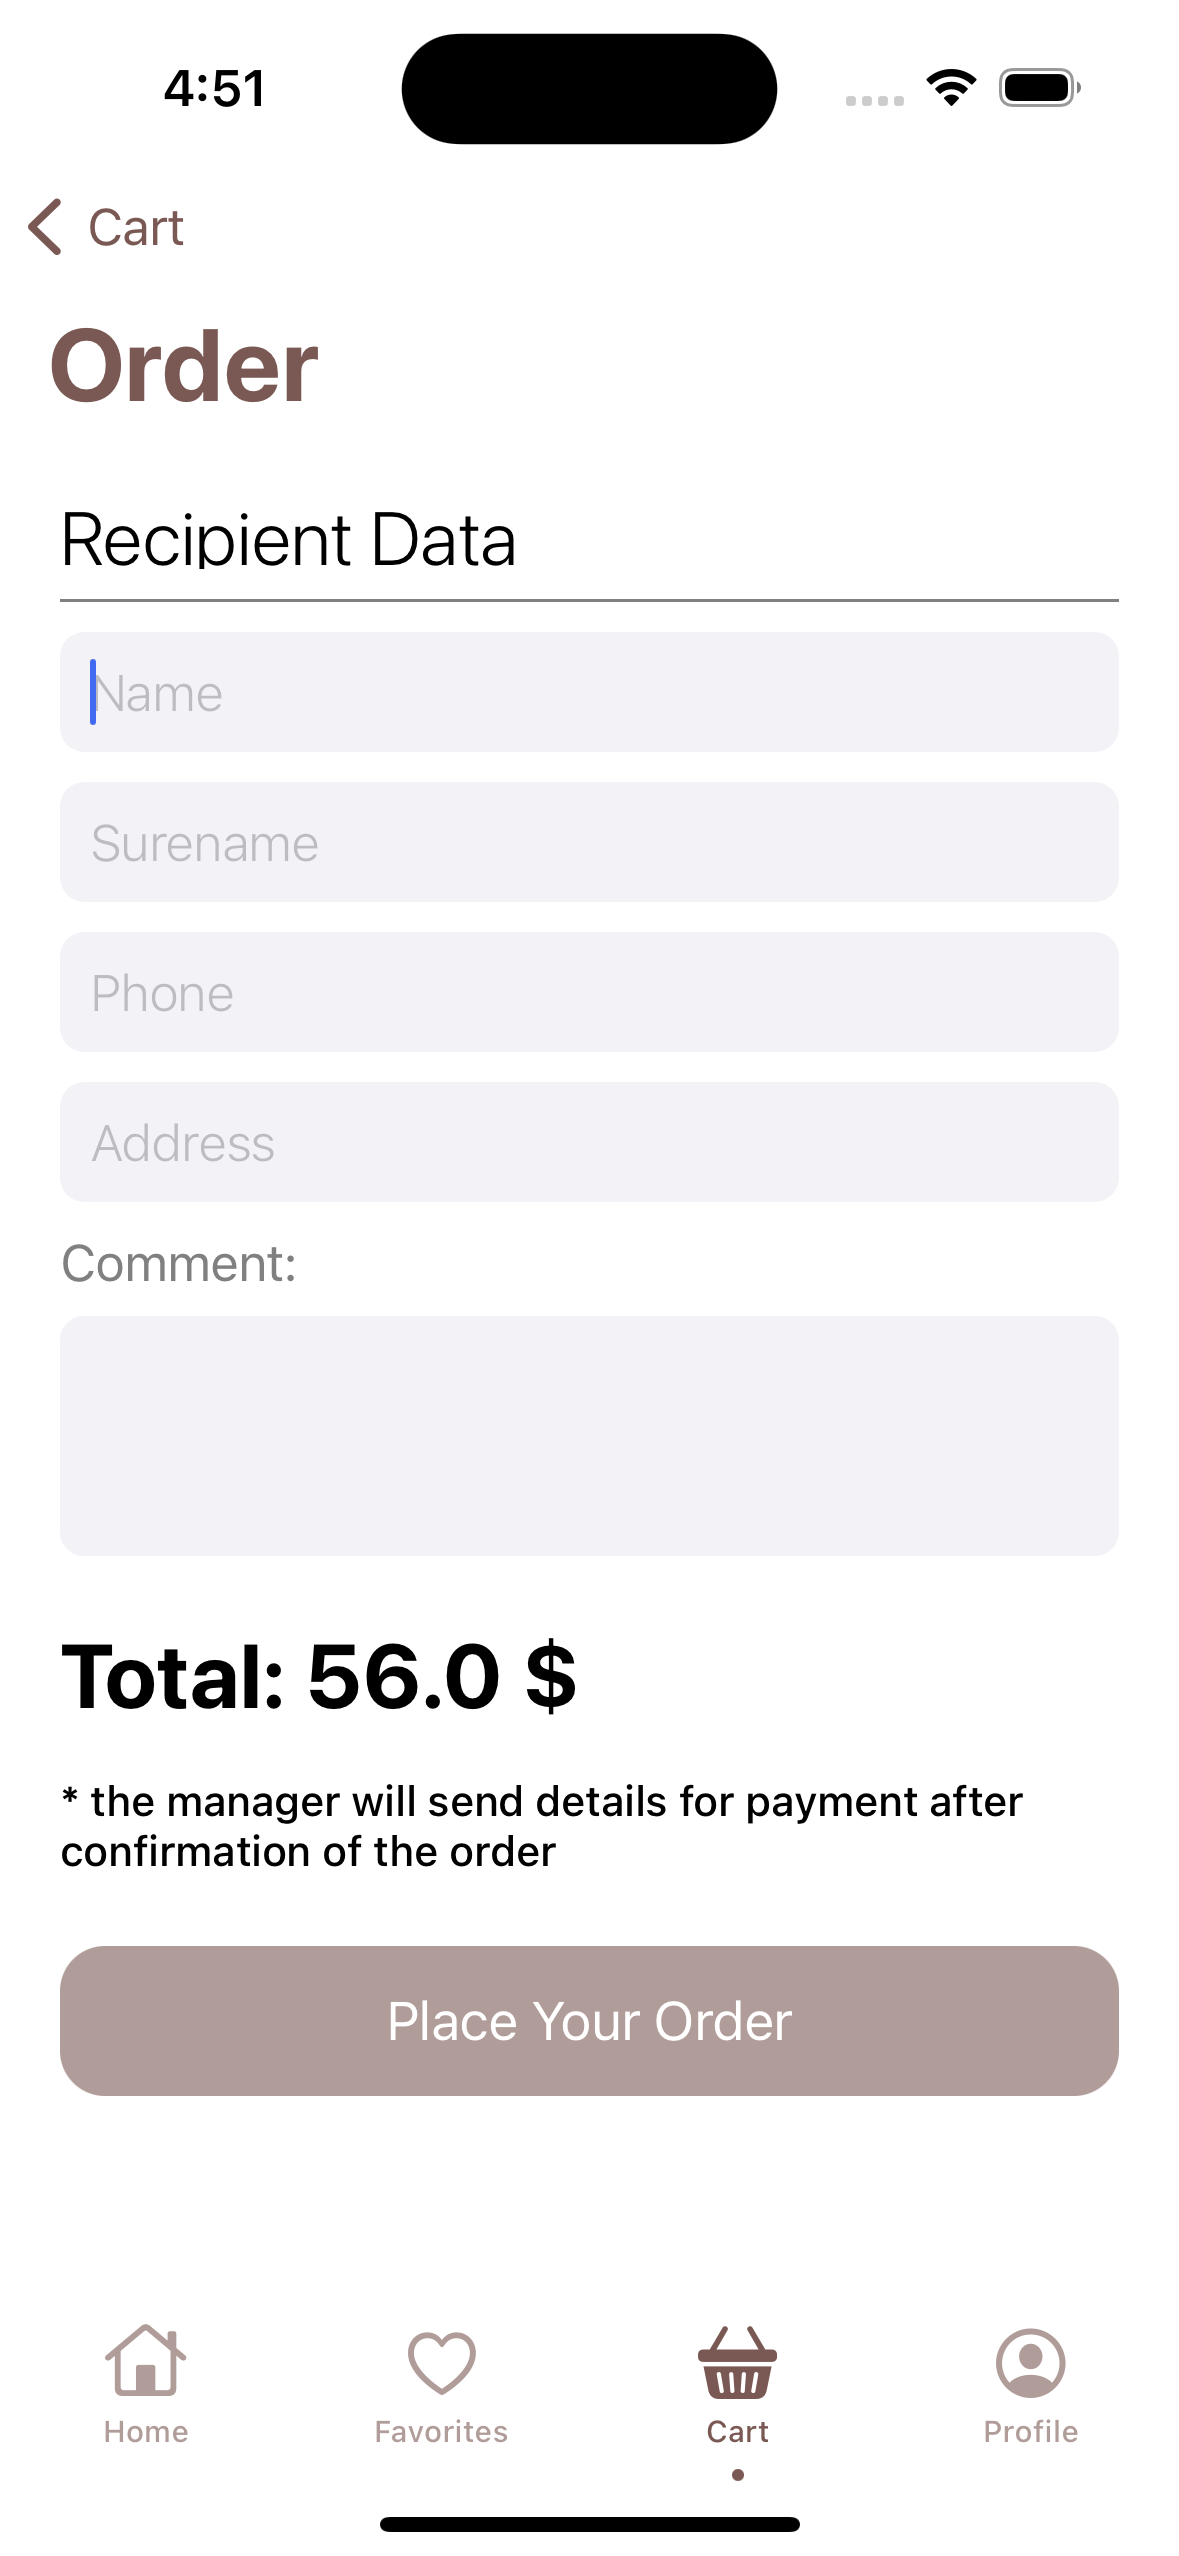 4:51
Cart
Order
Recipient Data
Name
Surename
Phone
Address
Comment:
Total: 56.0 $
* the manager will send details for payment after
confirmation of the order
Place Your Order
Home
Favorites
Cart
Profile